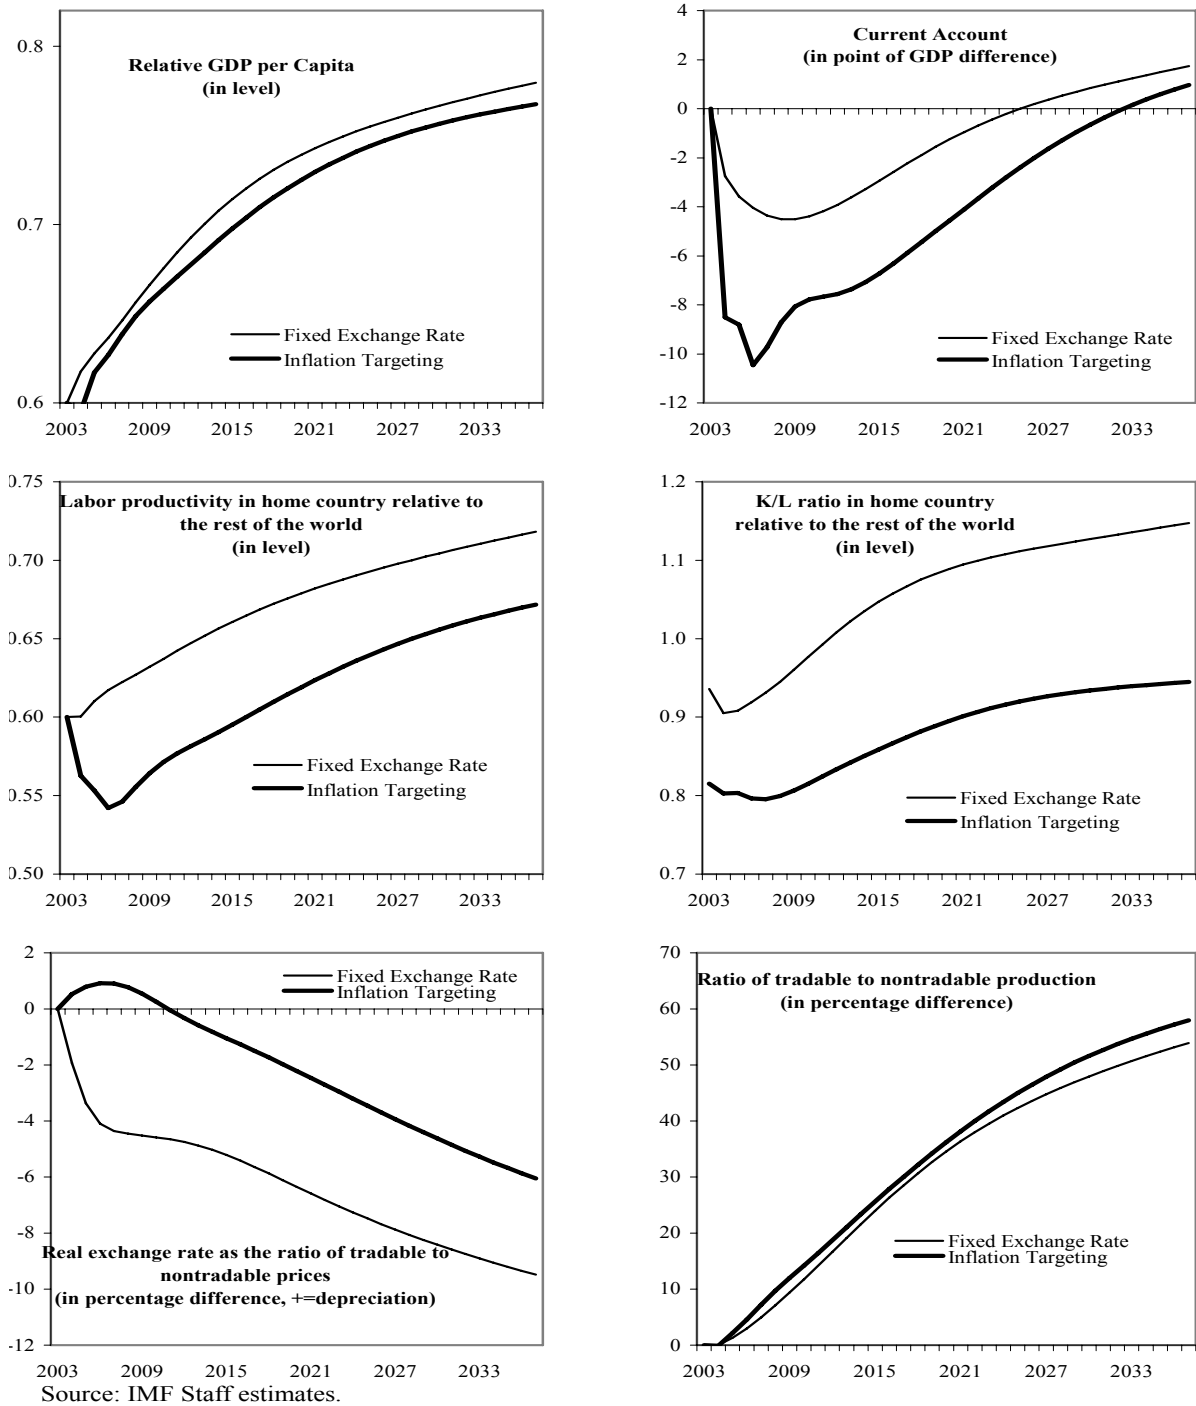 Relative GDP per Capita
(in level)
0.8
0.7
0.6
Fixed Exchange Rate
Inflation Targeting
2003 2009 2015 2021 2027 2033
Current Account
(in point of GDP difference)
4
2
0
-2
-4
-6
-8
-10
-12
Fixed Exchange Rate
Inflation Targeting
2003 2009 2015 2021 2027 2033
Labor productivity in home country relative to
the rest of the world
(in level)
0.75
0.70
0.65
0.60
0.55
0.50
Fixed Exchange Rate
Inflation Targeting
2003 2009 2015 2021 2027 2033
K/L ratio in home country
relative to the rest of the world
(in level)
1.2
1.1
1.0
0.9
0.8
0.7
Fixed Exchange Rate
Inflation Targeting
2003 2009 2015 2021 2027 2033
2
0
-2
-4
-6
-8
-10
-12
Fixed Exchange Rate
Inflation Targeting
Real exchange rate as the ratio of tradable to
nontradable prices
(in percentage difference, +=depreciation)
2003 2009 2015 2021 2027 2033
Ratio of tradable to nontradable production
(in percentage difference)
70
60
50
40
30
20
10
0
Fixed Exchange Rate
Inflation Targeting
2003 2009 2015 2021 2027 2033
Source: IMF Staff estimates.